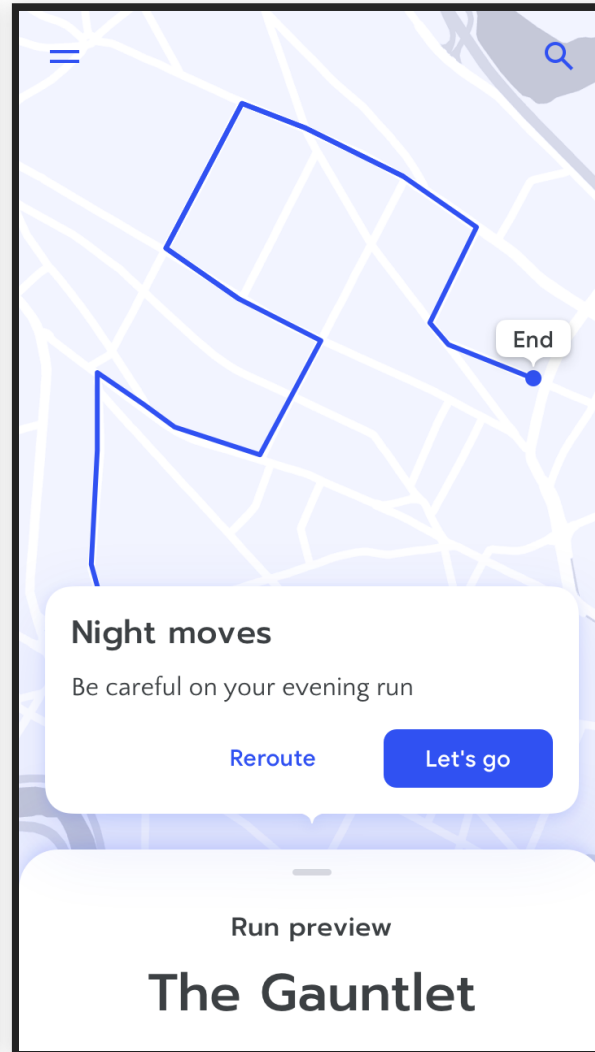 End
Night moves
Be careful on your evening run
Reroute
Let's go
Run preview
The Gauntlet